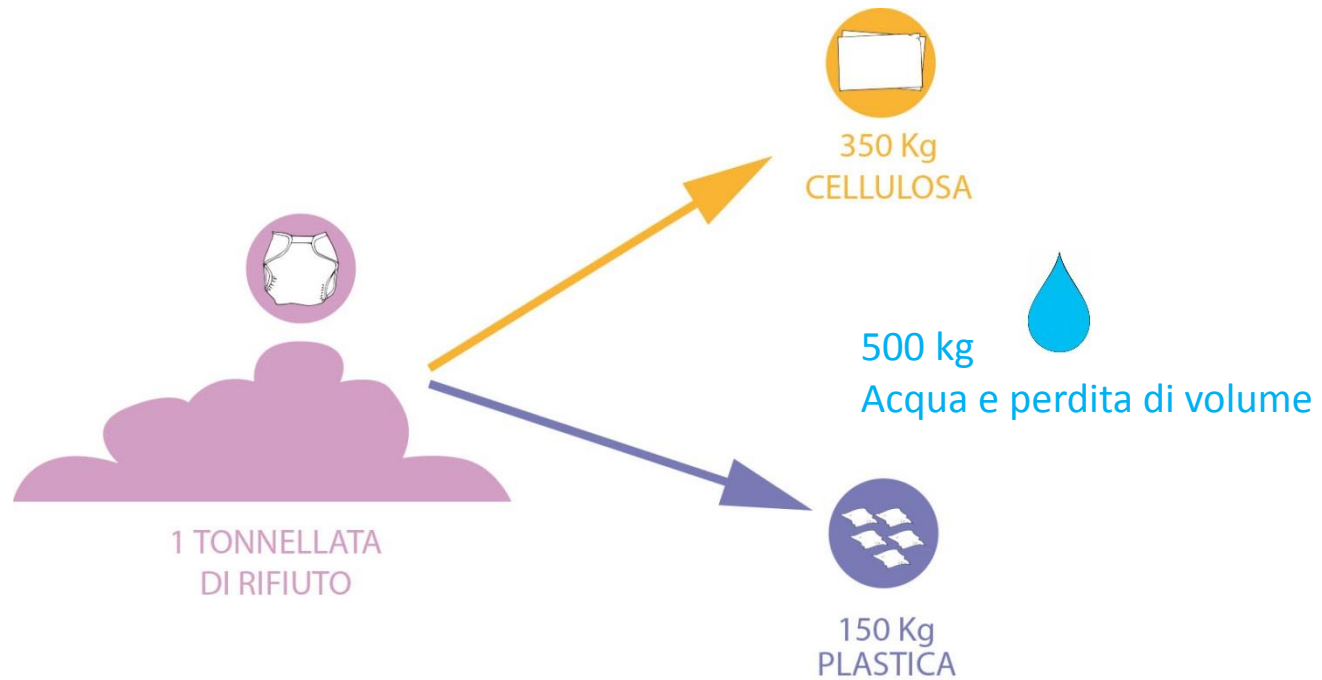 350 Kg
CELLULOSA
500 kg
Acqua e perdita di volume
1 TONNELLATA
DI RIFIUTO
150 Kg
PLASTICA